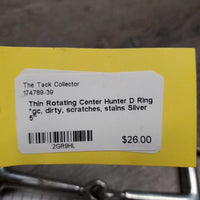 The Tack Collector
174789-39
Thin Rotating Center Hunter D Ring
*gc, dirty, scratches, stains Silver
5"
$26.00
2GR9HL